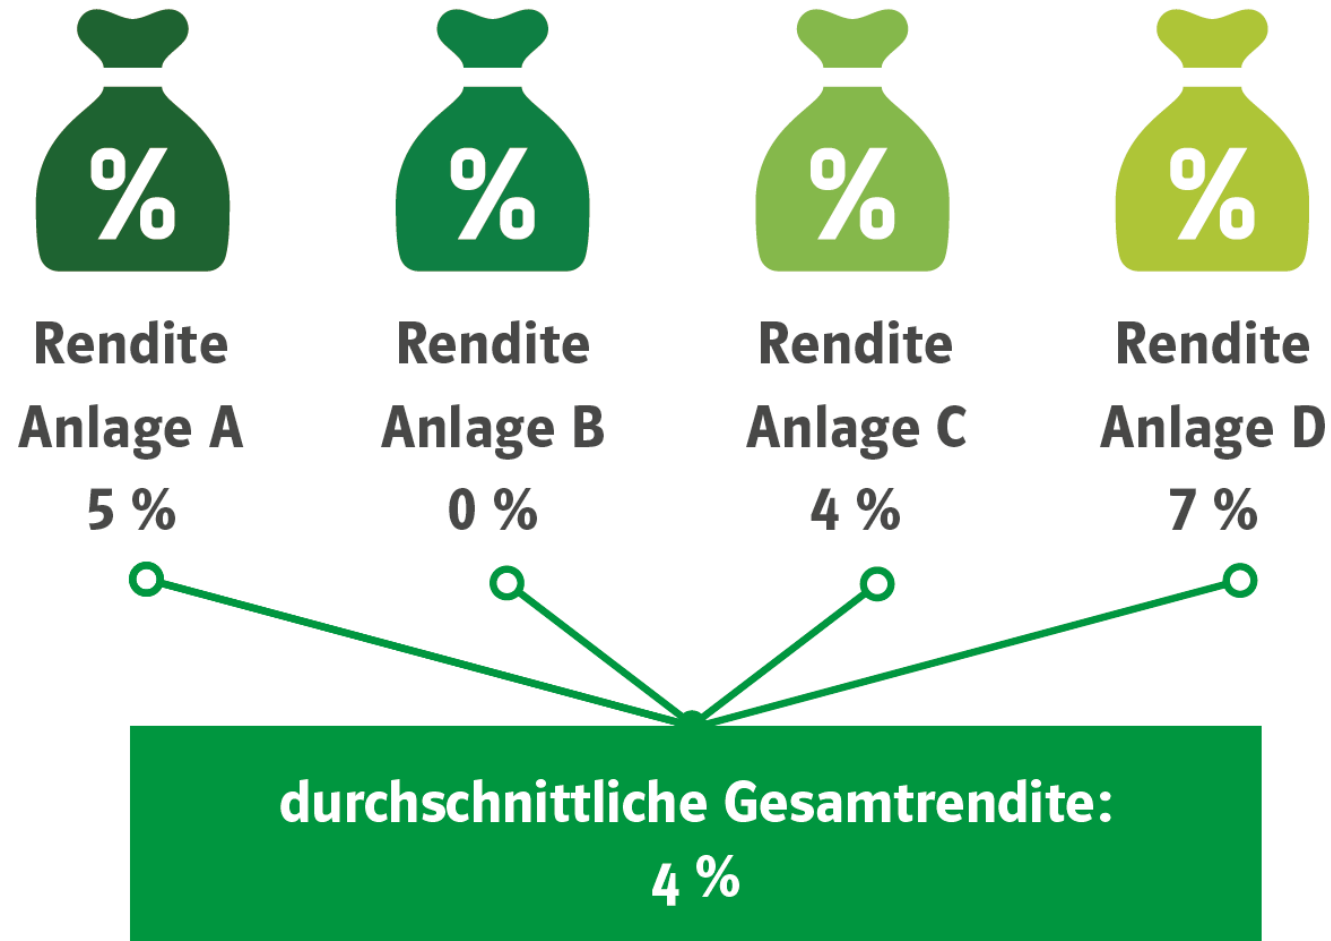 %
%
%
%
Rendite
Anlage A
5 %
Rendite
Anlage B
0 %
Rendite
Anlage C
4 %
Rendite
Anlage D
7 %
durchschnittliche Gesamtrendite:
4 %